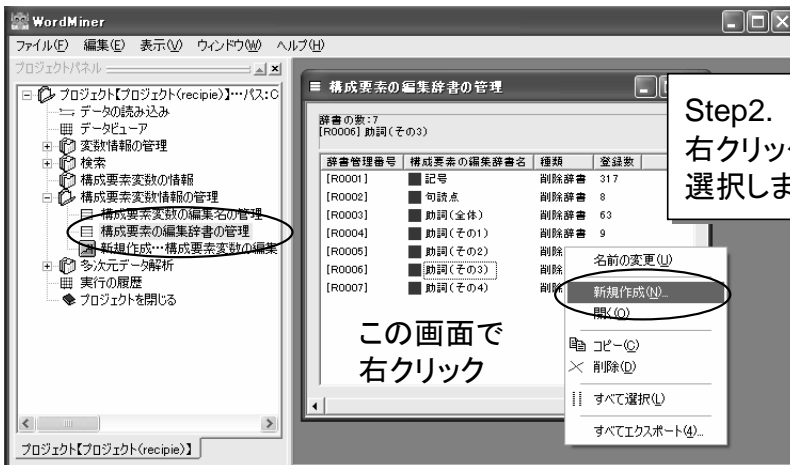 WordMiner
ファイル(F) 編集(E) 表示(V) ウィンドウ(W) ヘルプ(H)
プロジェクトパネル
プロジェクト【プロジェクト(recipie)】…パス:C
データの読み込み
データビューア
変数情報の管理
検索
構成要素変数の情報
構成要素変数情報の管理
構成要素変数の編集名の管理
構成要素の編集辞書の管理
新規作成…構成要素変数の編集
多次元データ解析
実行の履歴
プロジェクトを閉じる
プロジェクト【プロジェクト(recipie)】
構成要素の編集辞書の管理
辞書の数:7
[R0006] 助詞(その3)
辞書管理番号 構成要素の編集辞書名 種類 登録数
[R0001] 記号 削除辞書 317
[R0002] 句読点 削除辞書 8
[R0003] 助詞(全体) 削除辞書 63
[R0004] 助詞(その1) 削除辞書 9
[R0005] 助詞(その2) 削除
[R0006] 助詞(その3) 削除
[R0007] 助詞(その4) 削除
この画面で
右クリック
名前の変更(U)
新規作成(N)...
開く(O)
コピー(C)
削除(D)
すべて選択(L)
すべてエクスポート(4)...
Step2.
右クリック
選択しま